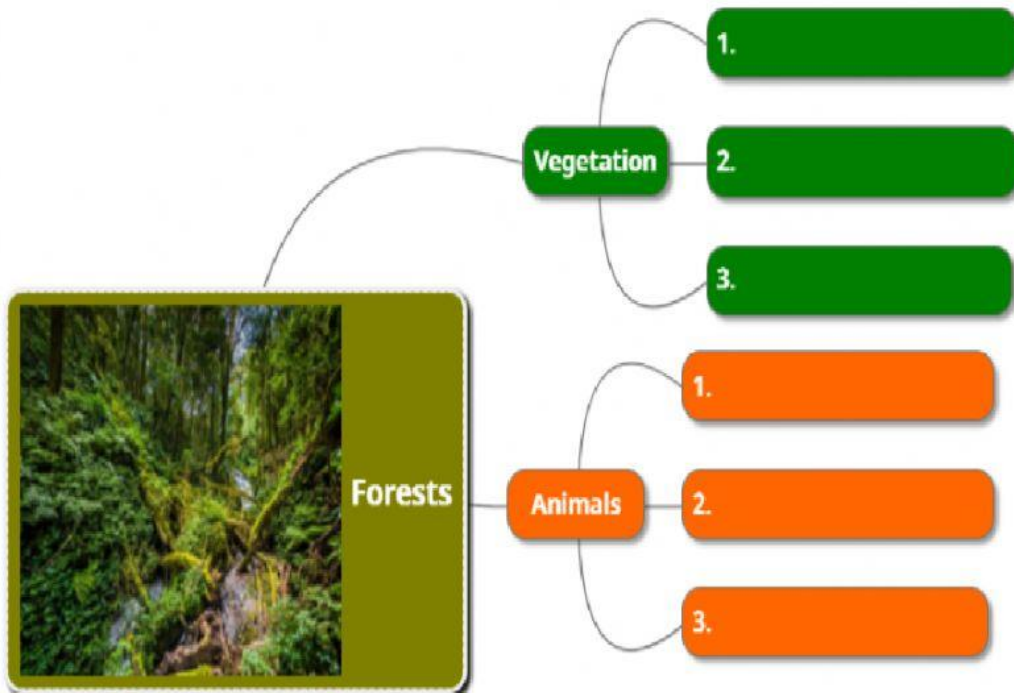 Forests
Vegetation
1.
2.
3.
Animals
1.
2.
3.